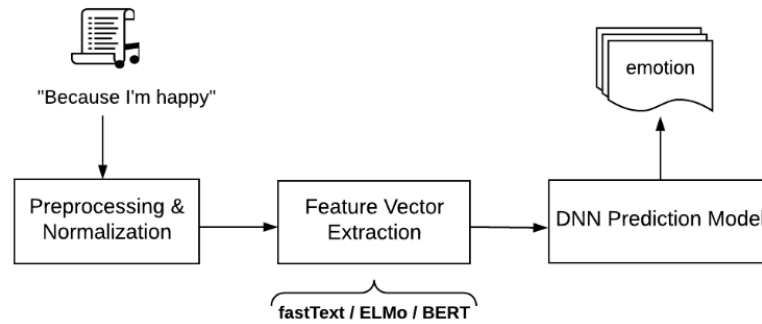 "Because I'm happy"
emotion
Preprocessing &
Normalization
Feature Vector
Extraction
DNN Prediction Model
fastText / ELMo / BERT